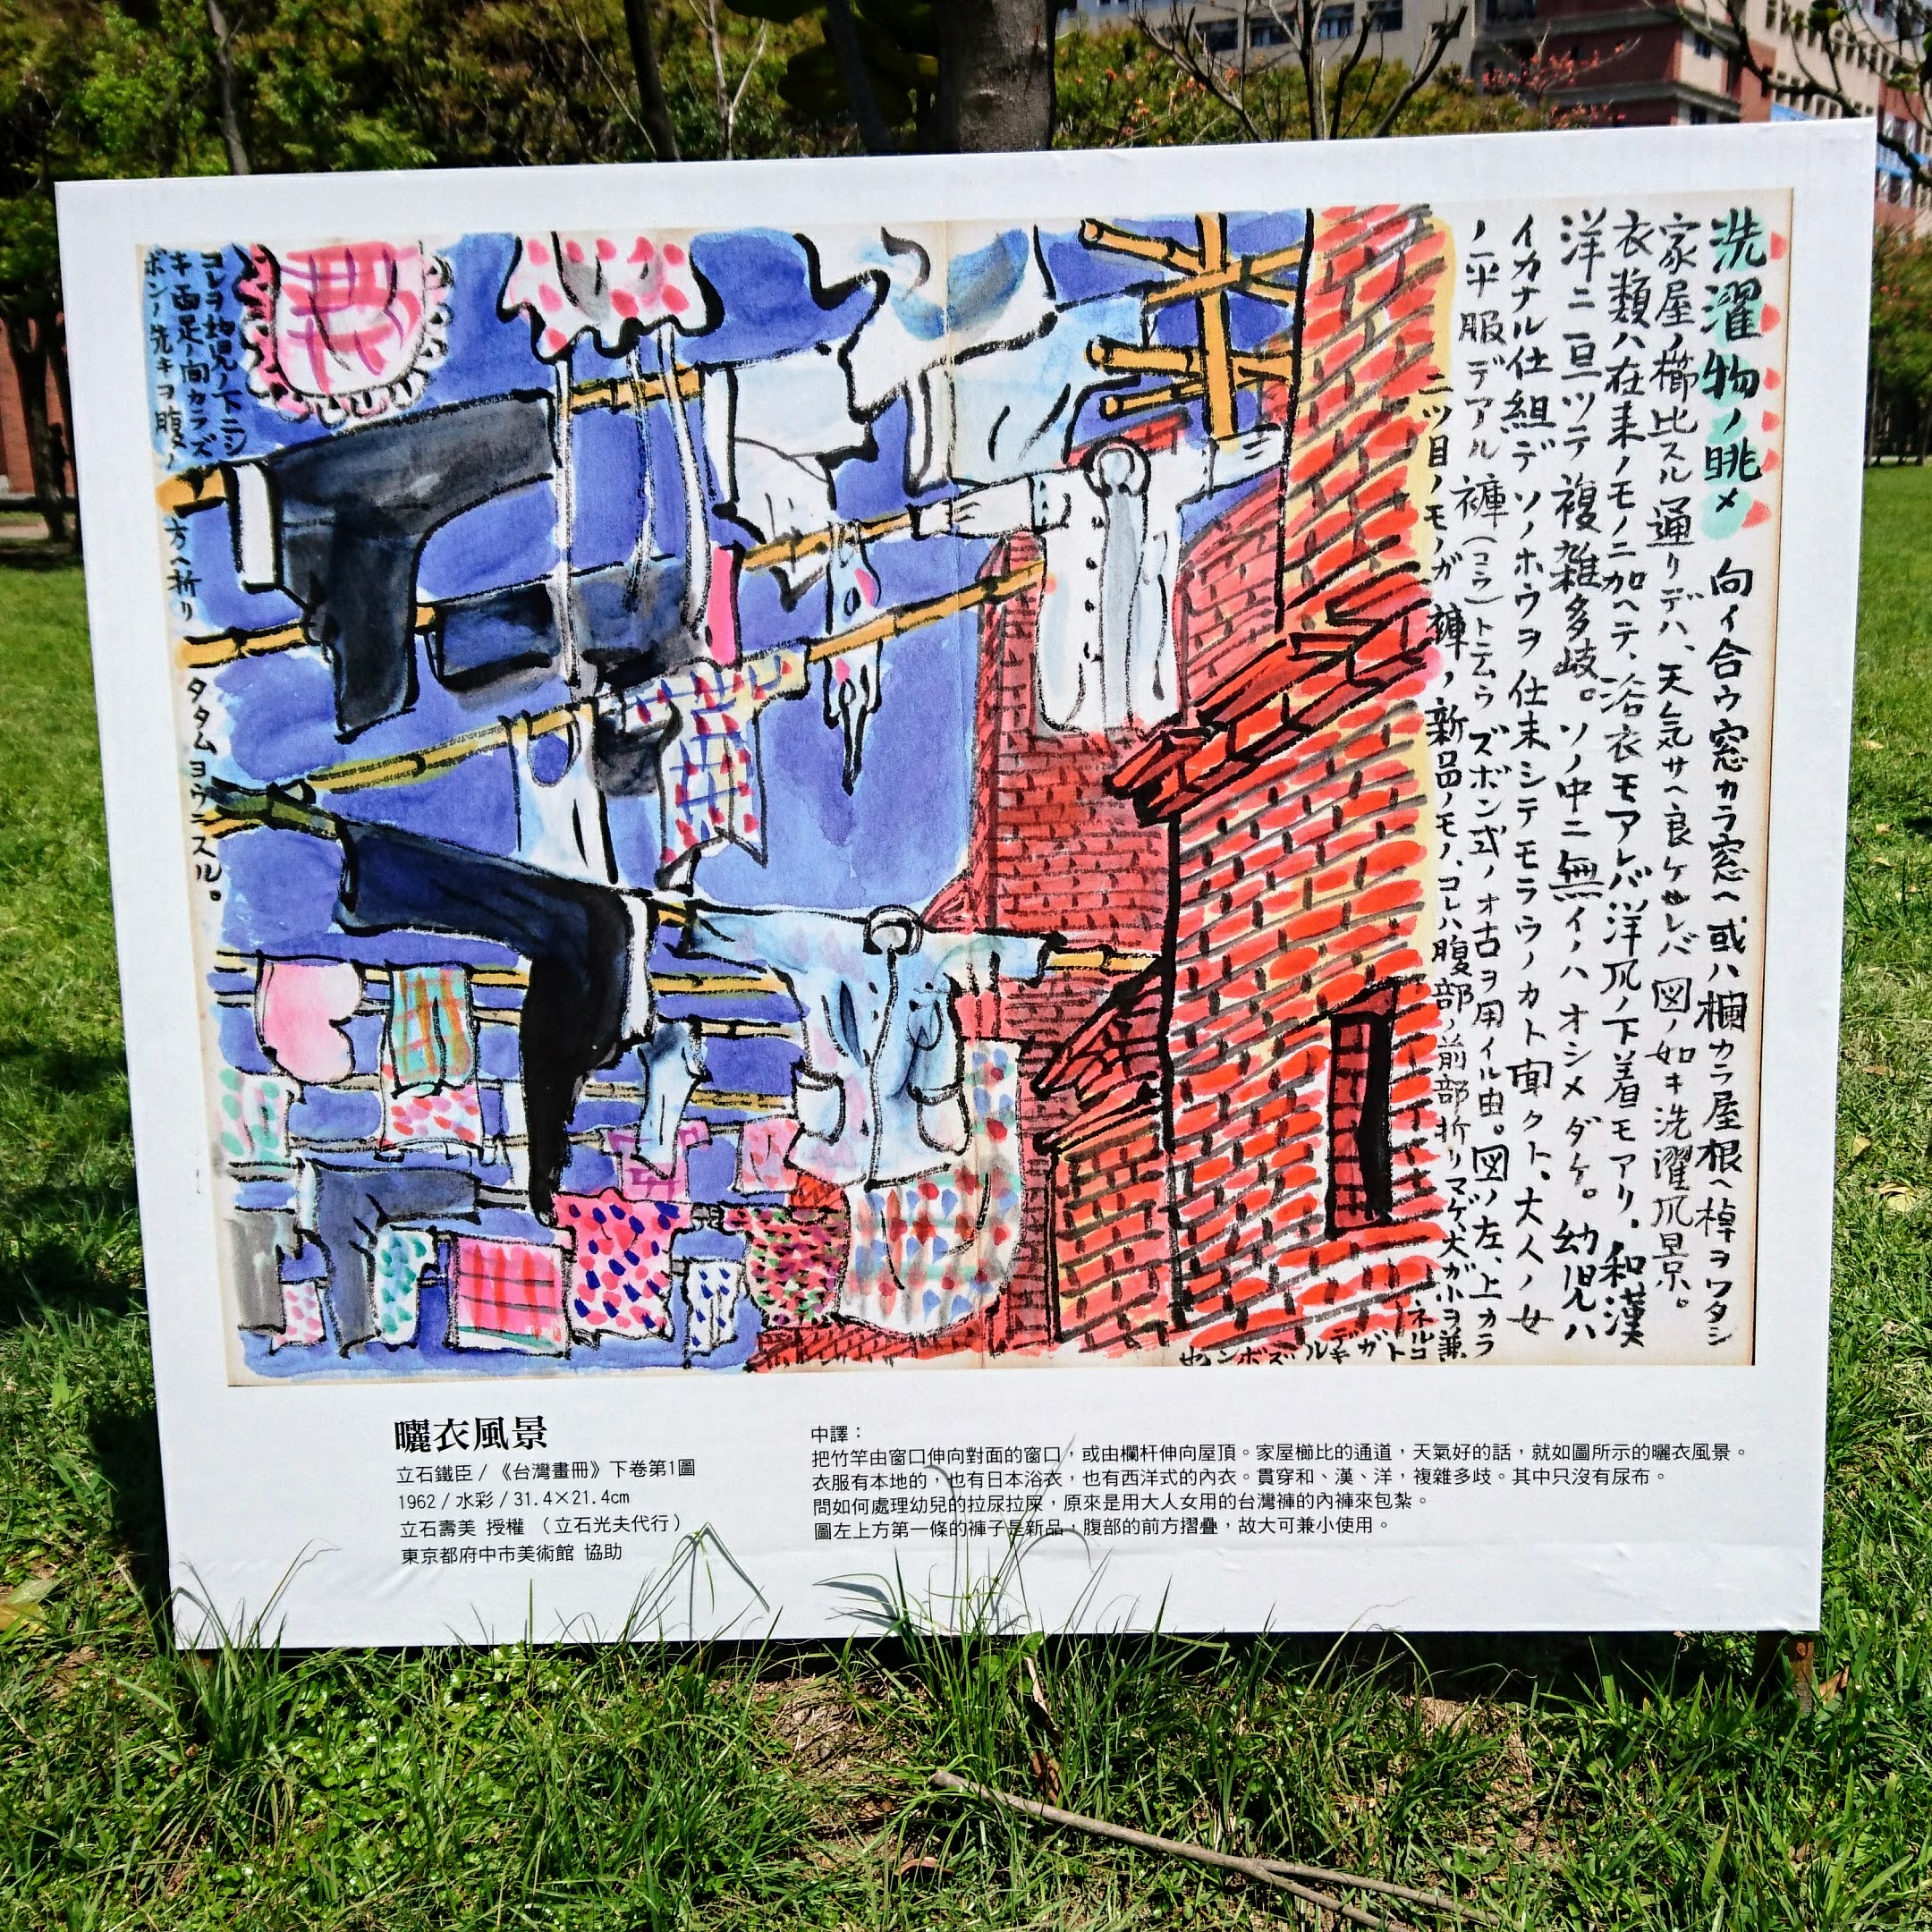 洗濯物ノ眺メ
向イ合ウ窓カラ窓ヘ或ハ欄カラ屋根ヘ棹ヲワタシ
家屋ノ櫛比スル通リデハ、天気サヘ良ケレバ図ノ如キ洗濯風景。
衣類ハ在来ノモノニ加ヘテ、浴衣モアレバ洋風ノ下着モアリ、和漢
洋ニ亘ツテ複雑多岐。ソノ中ニ無イノハオシメダケ。幼児ハ
イカナル仕組デソノホウヲ仕末シテモラウノカト聞クト、大人ノ女
ノ平服デアル褲(コラ)トユウズボン式ノオ古ヲ用イル由。図ノ左、上カラ
二ツ目ノモノガ褲ノ新品ノモノ、コレハ腹部ノ前部折リマゲ、大ガ小ヲ兼
ネルコ
トガ
デキ
ルズボン
コレヲ幼児ノ下ニシ
キ両足ノ間カラズ
ボンノ先キヲ腹ノ方ヘ折リ
タタムヨウニスル。
曬衣風景
立石鐵臣 /《台灣畫冊》下卷第1圖
1962 / 水彩 / 31.4×21.4cm
立石壽美 授權 （立石光夫代行）
東京都府中市美術館 協助
中譯：
把竹竿由窗口伸向對面的窗口，或由欄杆伸向屋頂。家屋櫛比的通道，天氣好的話，就如圖所示的曬衣風景。
衣服有本地的，也有日本浴衣，也有西洋式的內衣。貫穿和、漢、洋，複雜多歧。其中只沒有尿布。
問如何處理幼兒的拉尿拉屎，原來是用大人女用的台灣褲的內褲來包紮。
圖左上方第一條的褲子是新品，腹部的前方摺疊，故大可兼小使用。